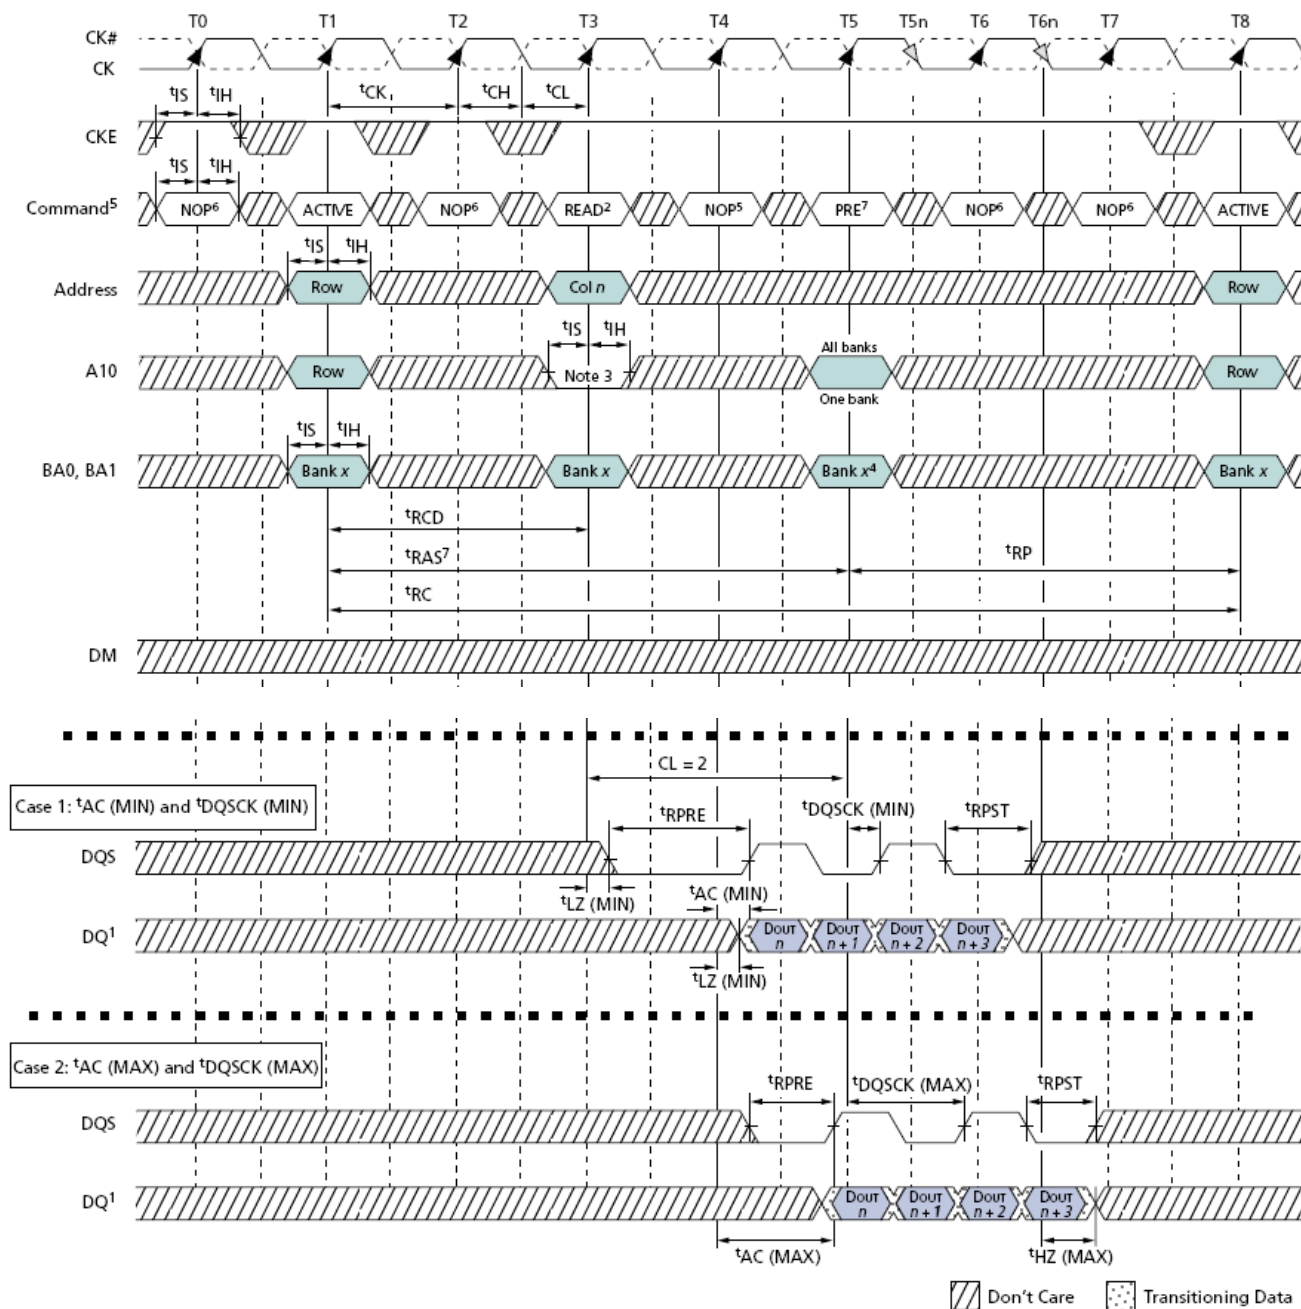 T0 T1 T2 T3 T4 T5 T5n T6 T6n T7 T8
CK#
CK
tIS tIH tCK tCH tCL
CKE
tIS tIH
Command5 NOP6 ACTIVE NOP6 READ2 NOP5 PRE7 NOP6 NOP6 ACTIVE
tIS tIH
Address Row Col n Row
tIS tIH All banks
A10 Row Note 3 Row
One bank
tIS tIH
BA0, BA1 Bank x Bank x Bank x4 Bank x
tRCD
tRAS7 tRP
tRC
DM
CL = 2
Case 1: tAC (MIN) and tDQSCK (MIN)
tRPRE tDQSCK (MIN) tRPST
DQS
tLZ (MIN) tAC (MIN)
DQ1 DOUT n DOUT n + 1 DOUT n + 2 DOUT n + 3
tLZ (MIN)
Case 2: tAC (MAX) and tDQSCK (MAX)
tRPRE tDQSCK (MAX) tRPST
DQS
DQ1 DOUT n DOUT n + 1 DOUT n + 2 DOUT n + 3
tAC (MAX) tHZ (MAX)
Don't Care Transitioning Data